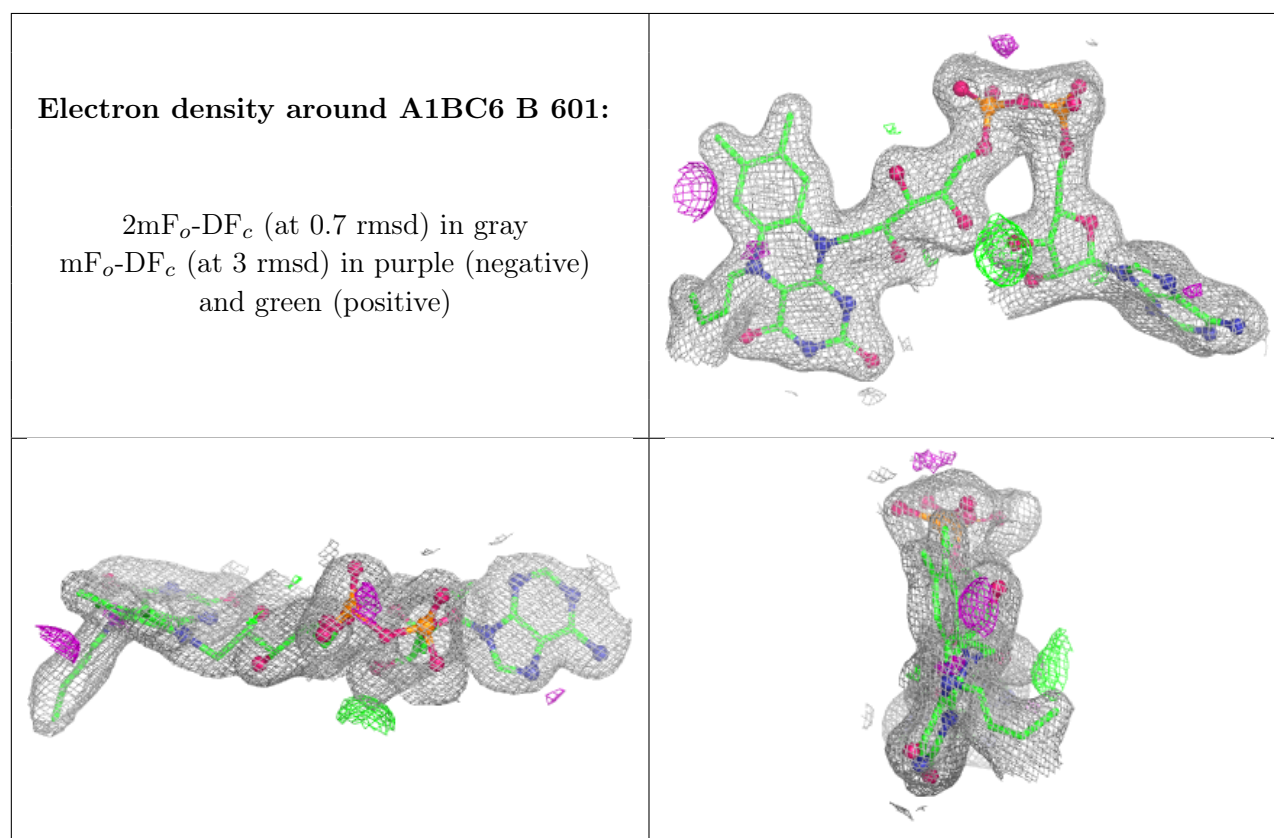 Electron density around A1BC6 B 601:
2mFₒ-DF𝒸 (at 0.7 rmsd) in gray
mFₒ-DF𝒸 (at 3 rmsd) in purple (negative)
and green (positive)